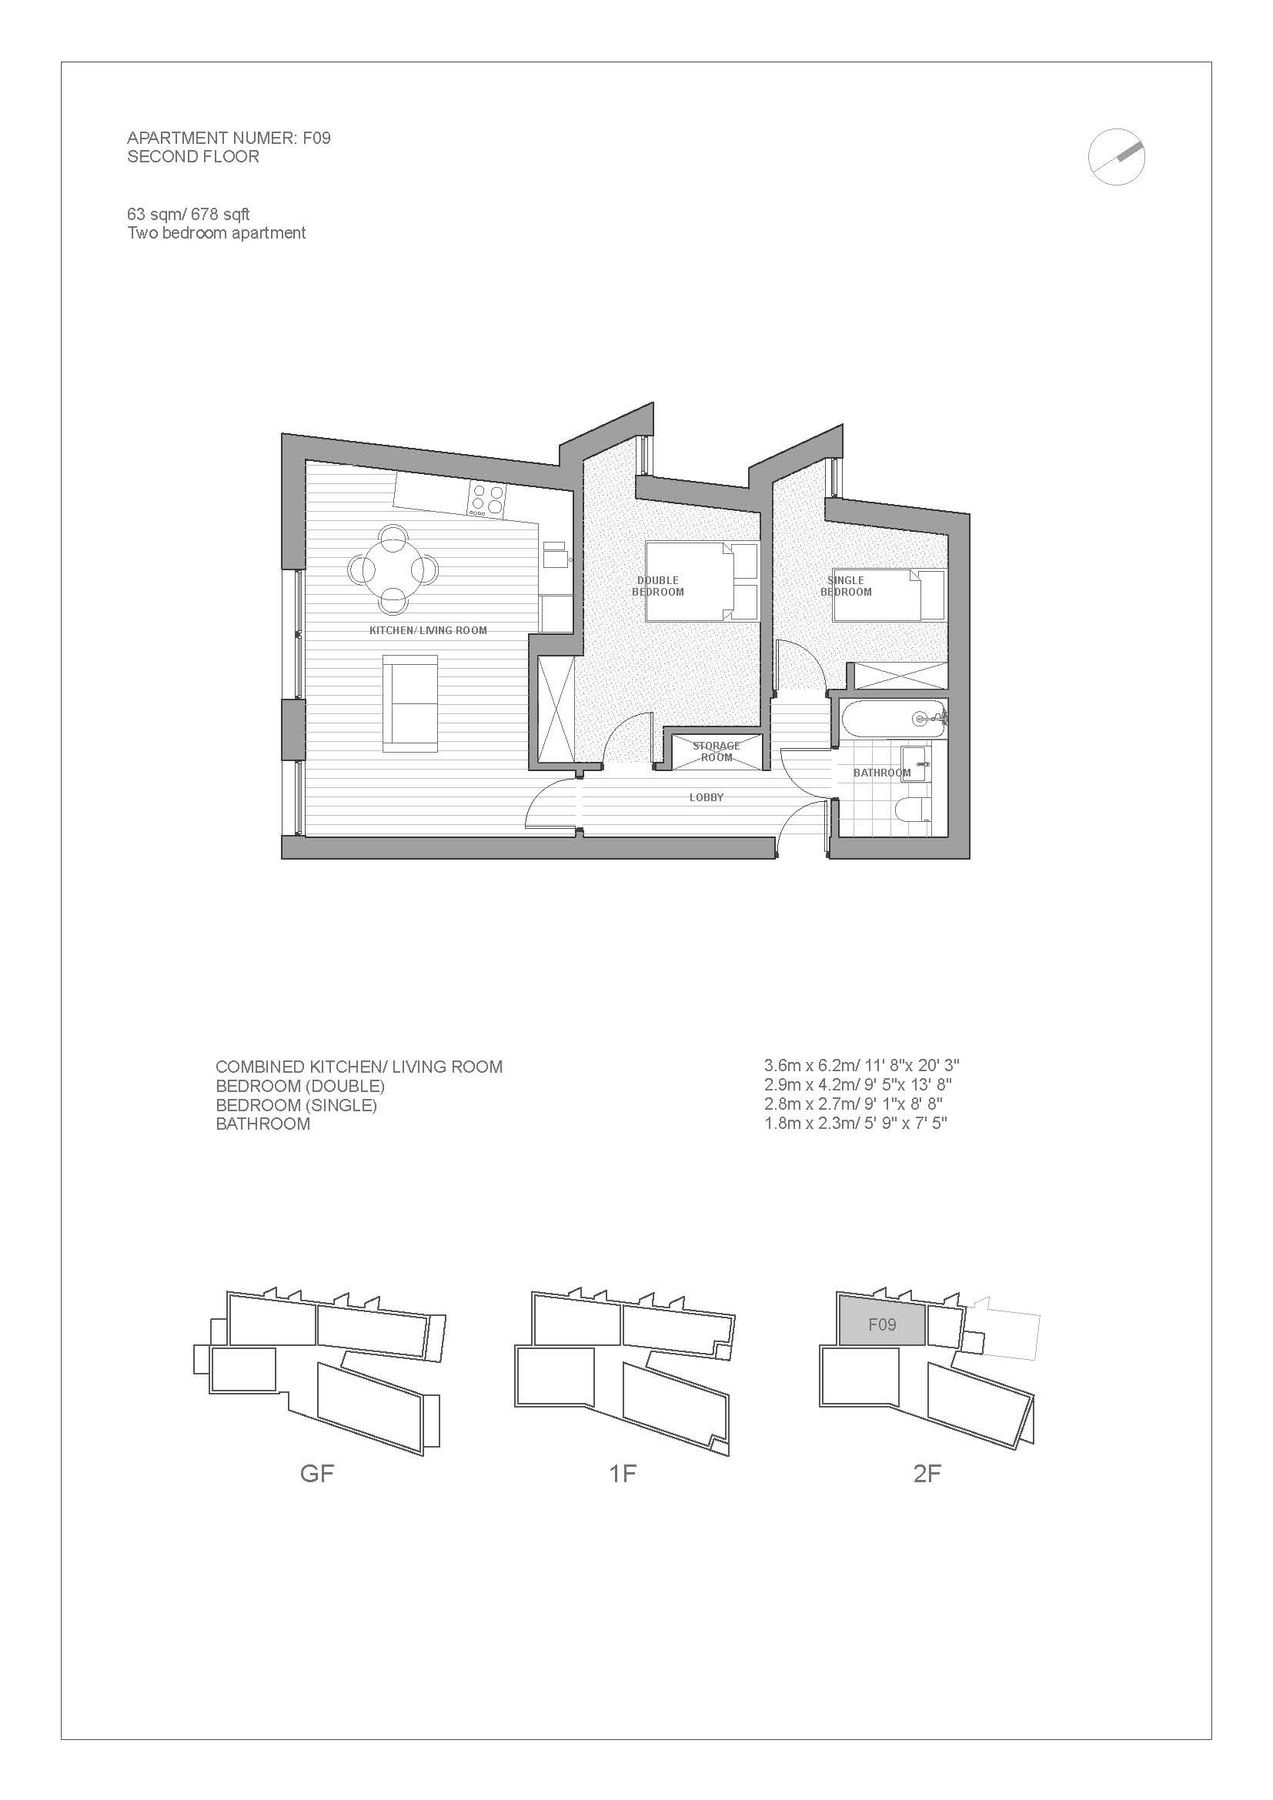 APARTMENT NUMER: F09
SECOND FLOOR
63 sqm/ 678 sqft
Two bedroom apartment
DOUBLE
BEDROOM
SINGLE
BEDROOM
KITCHEN/ LIVING ROOM
STORAGE
ROOM
BATHROOM
LOBBY
COMBINED KITCHEN/ LIVING ROOM 3.6m x 6.2m/ 11' 8"x 20' 3"
BEDROOM (DOUBLE) 2.9m x 4.2m/ 9' 5"x 13' 8"
BEDROOM (SINGLE) 2.8m x 2.7m/ 9' 1"x 8' 8"
BATHROOM 1.8m x 2.3m/ 5' 9" x 7' 5"
F09
GF
1F
2F